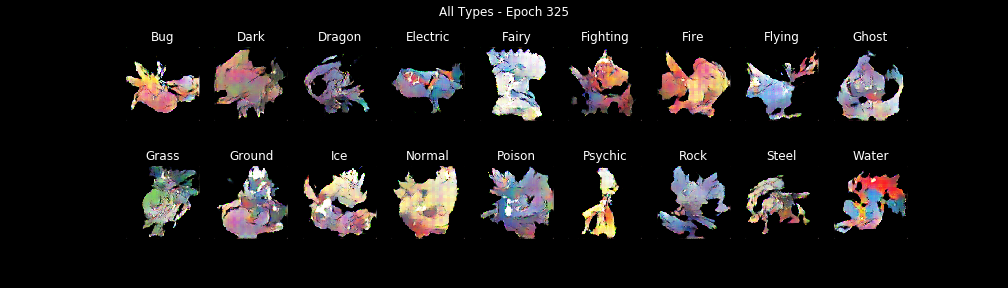 All Types - Epoch 325
Bug Dark Dragon Electric Fairy Fighting Fire Flying Ghost
Grass Ground Ice Normal Poison Psychic Rock Steel Water